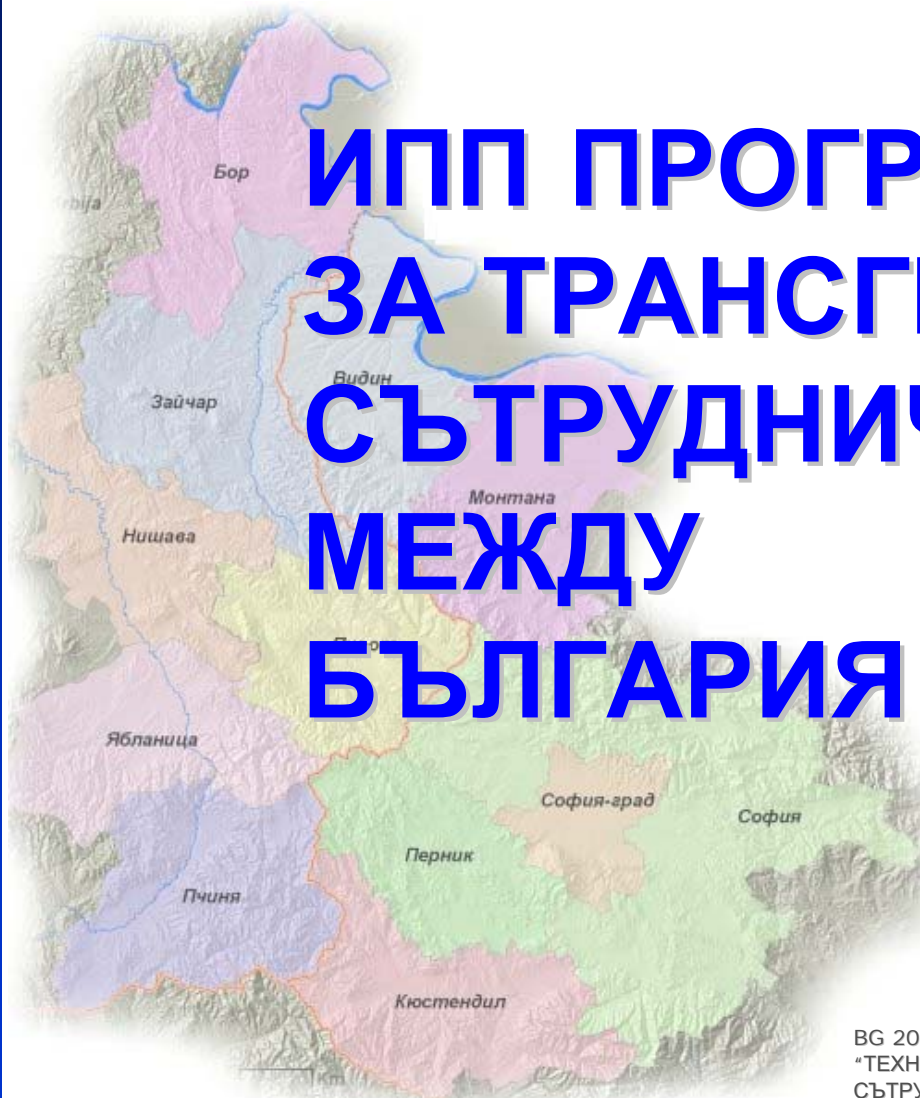 Бор
ИПП ПРОГР
ЗА ТРАНСГ
СЪТРУДНИЧ
МЕЖДУ
БЪЛГАРИЯ
Зайчар
Видин
Монтана
Нишава
Ябланица
София-град
София
Перник
Пчиня
Кюстендил
Km
BG 20
“ТЕХН
СЪТРУ